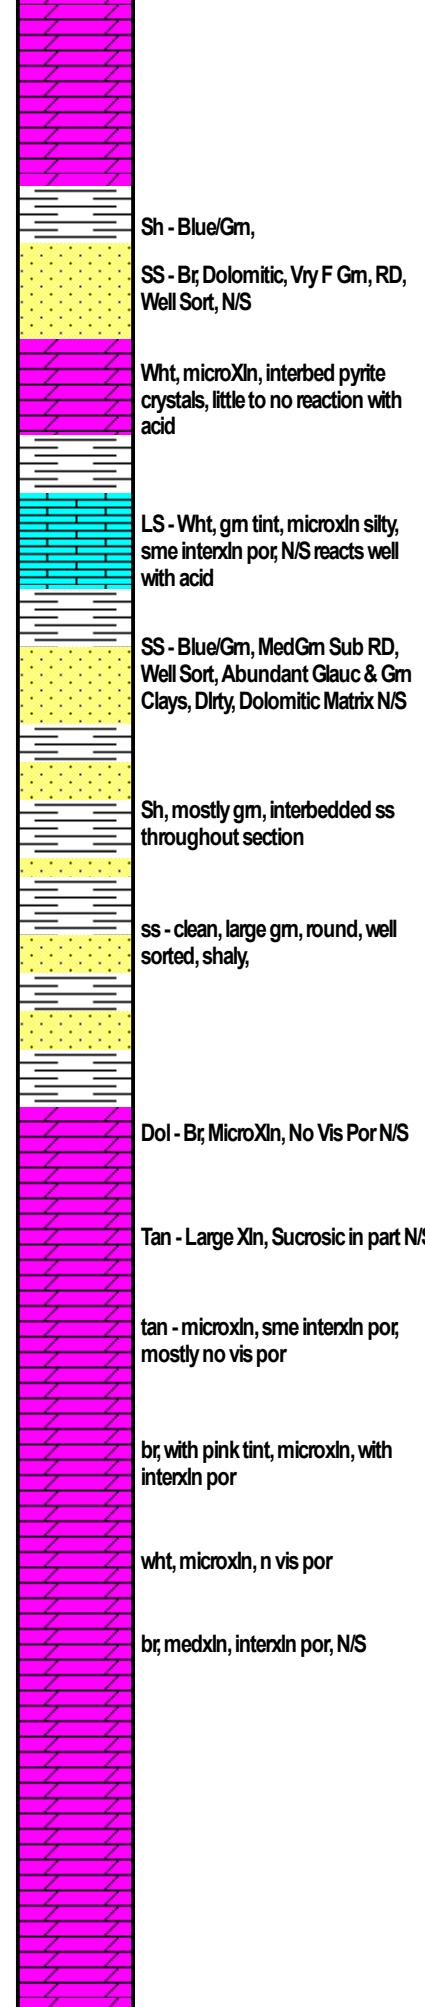 Sh - Blue/Grn,
SS - Br, Dolomitic, Vry F Grn, RD,
Well Sort, N/S
Wht, microXln, interbed pyrite
crystals, little to no reaction with
acid
LS - Wht, grn tint, microxln silty,
sme interxln por, N/S reacts well
with acid
SS - Blue/Grn, MedGrn Sub RD,
Well Sort, Abundant Glauc & Grn
Clays, DIrty, Dolomitic Matrix N/S
Sh, mostly grn, interbedded ss
throughout section
ss - clean, large grn, round, well
sorted, shaly,
Dol - Br, MicroXln, No Vis Por N/S
Tan - Large Xln, Sucrosic in part N/S
tan - microxln, sme interxln por,
mostly no vis por
br, with pink tint, microxln, with
interxln por
wht, microxln, n vis por
br, medxln, interxln por, N/S